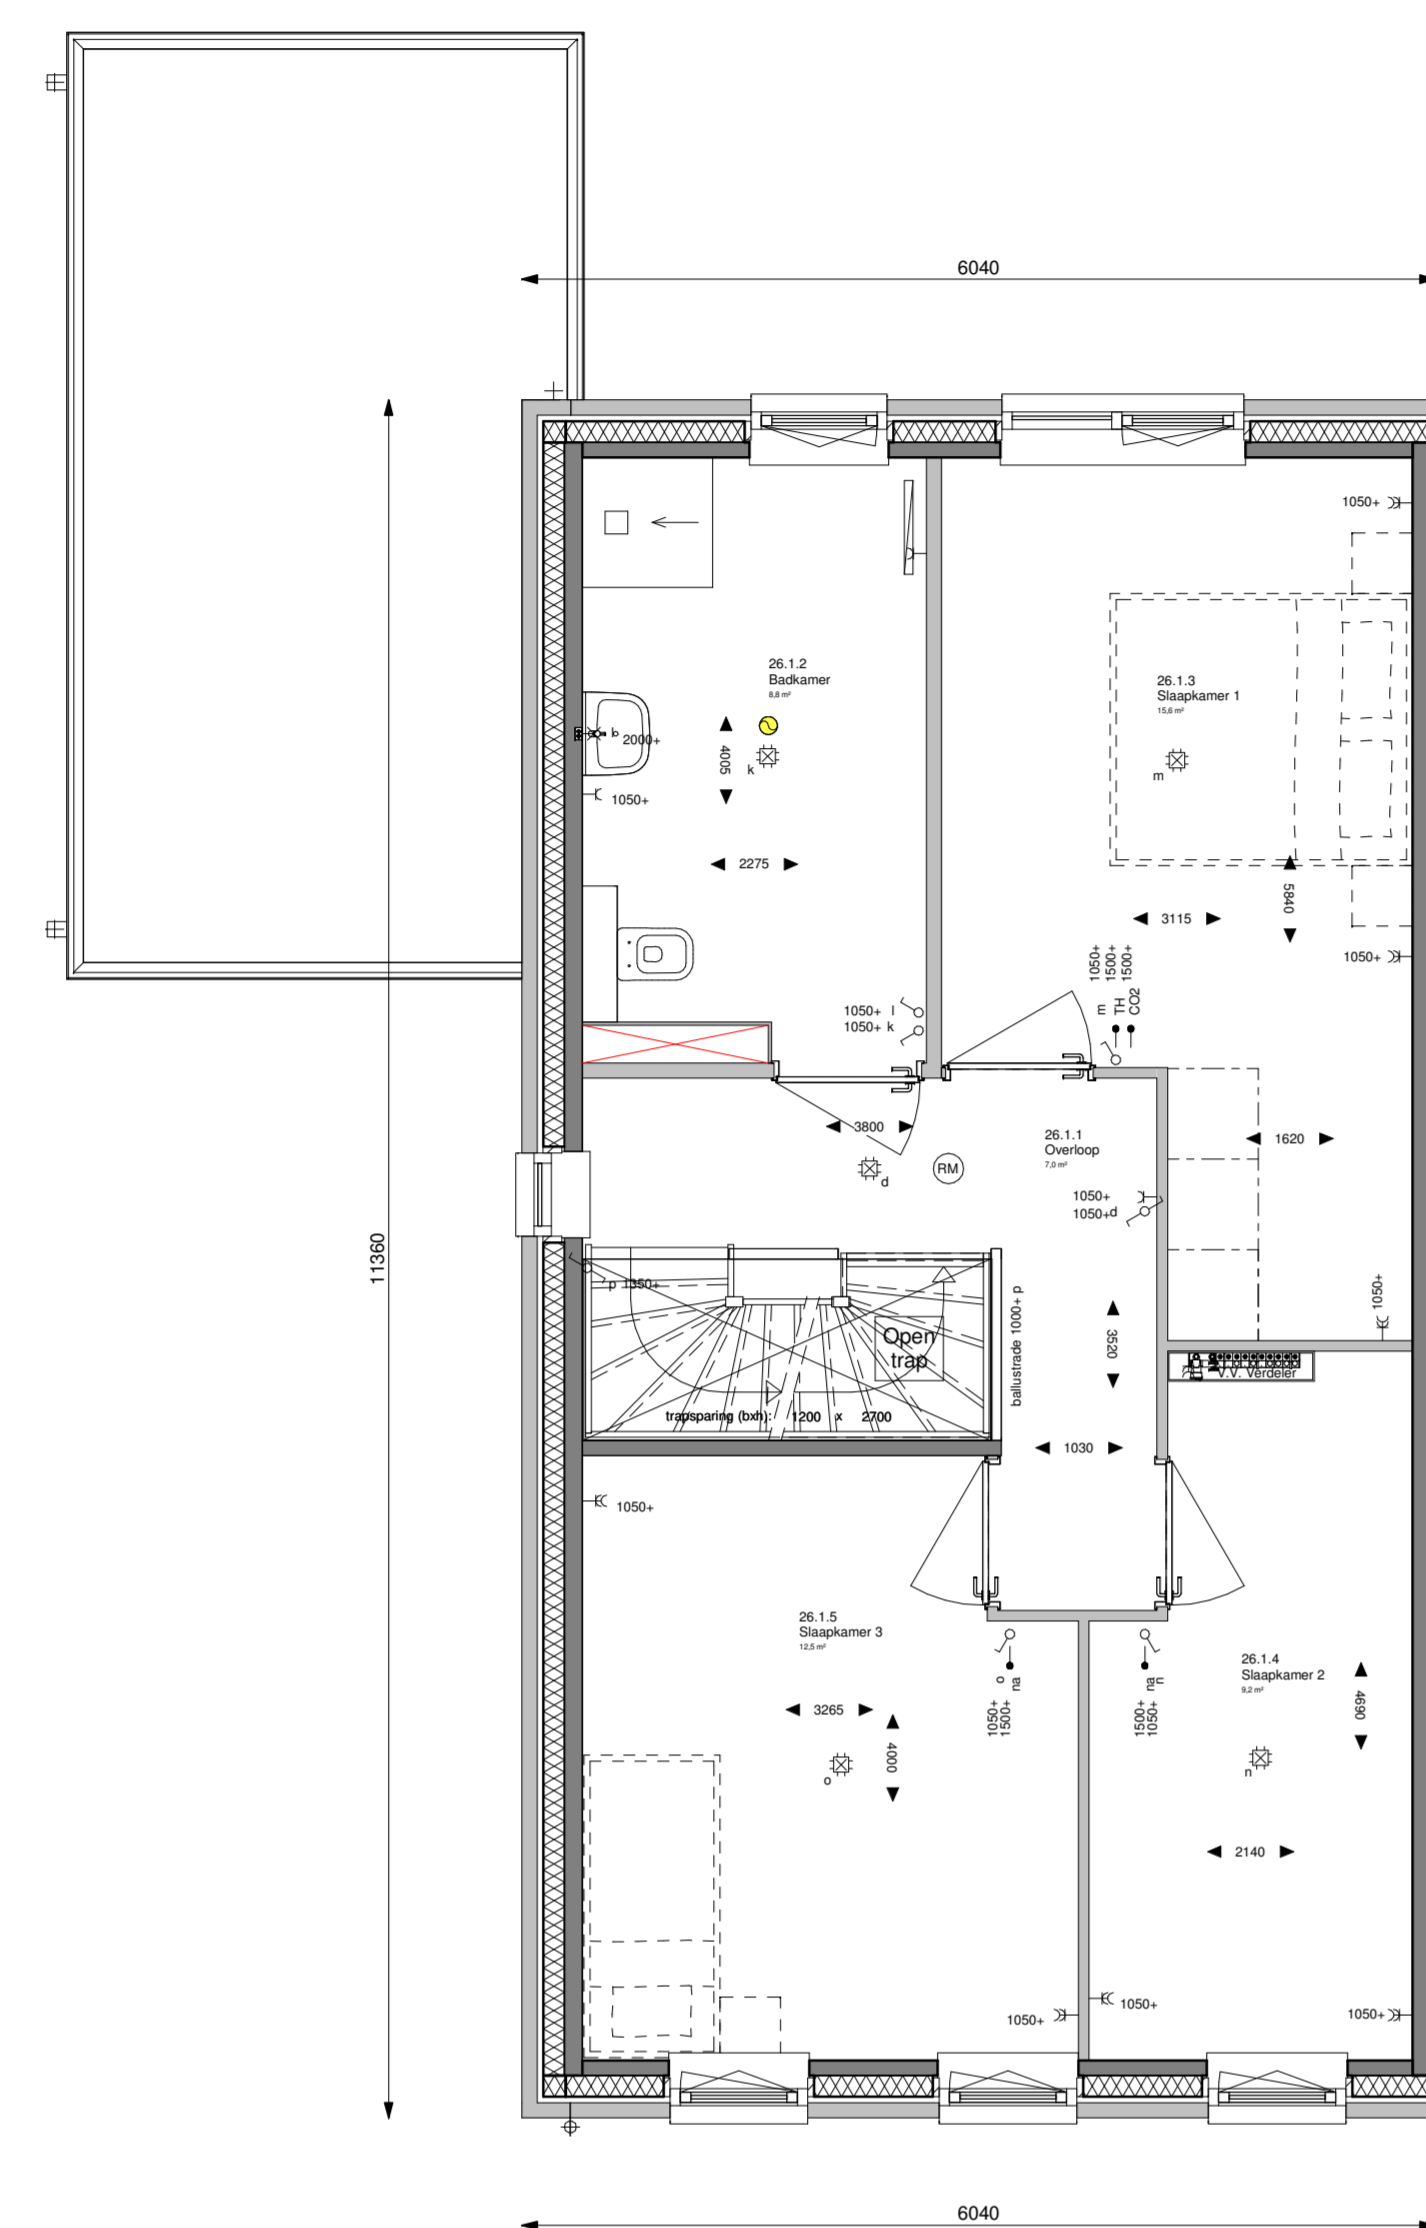 6040
11360
1050+
26.1.2
Badkamer
8,8 m²
26.1.3
Slaapkamer 1
15,6 m²
2000+
4005
k
m
1050+
2275
5840
3115
1050+
1050+
1500+
1500+
m
TH
CO2
1050+ l
1050+ k
3800
26.1.1
Overloop
7,0 m²
1620
RM
d
1050+
1050+d
p 1350+
1050+
ballustrade 1000+ p
Open
trap
3520
V.V. Verdeler
trapsparing (bxh): 1200 x 2700
1030
1050+
26.1.5
Slaapkamer 3
12,5 m²
26.1.4
Slaapkamer 2
9,2 m²
o
na
1050+
1500+
na
n
1500+
1050+
3265
4000
4690
o
n
2140
1050+
1050+
1050+
6040